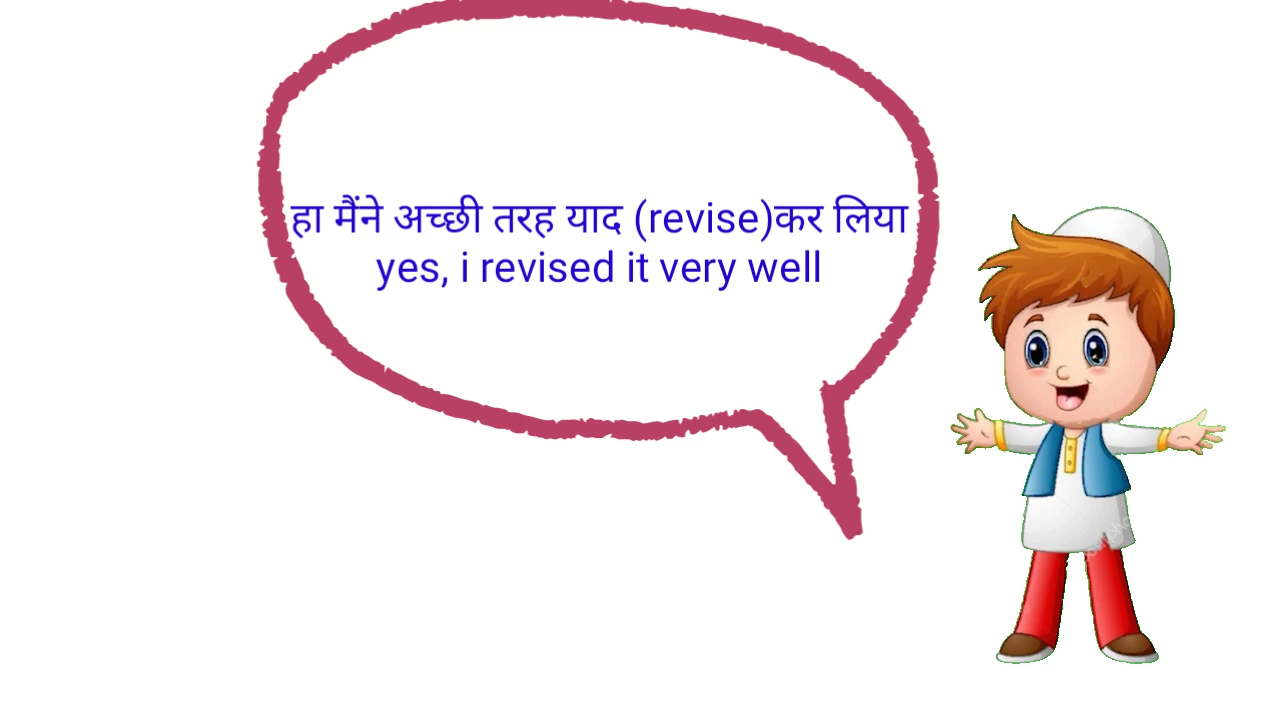 हा मैंने अच्छी तरह याद (revise)कर लिया
yes, i revised it very well